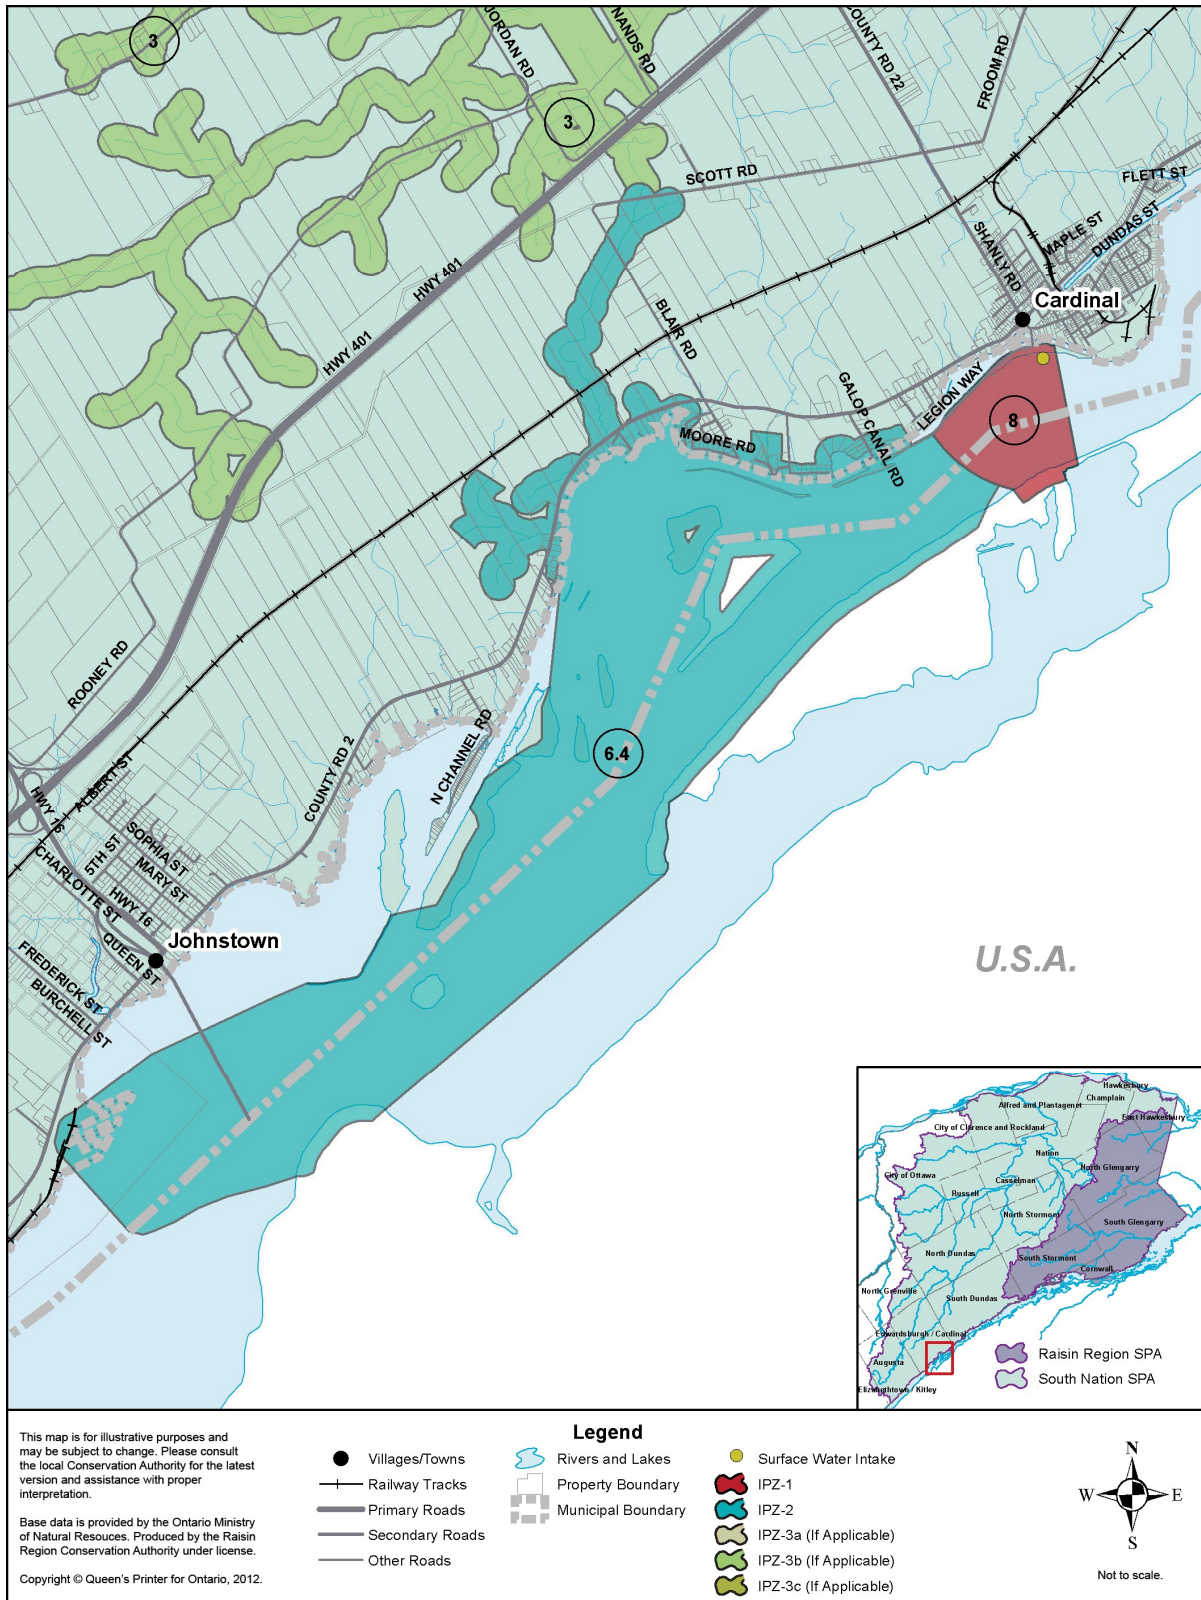 3
JORDAN RD
NANDS RD
COUNTY RD 22
FROOM RD
3
SCOTT RD
FLETT ST
MAPLE ST
DUNDAS ST
SHANLY RD
HWY 401
HWY 401
Cardinal
BLAIR RD
GALOP CANAL RD
LEGION WAY
8
MOORE RD
ROONEY RD
N CHANNEL RD
COUNTY RD 2
6.4
ALBERT ST
HWY 16
SOPHIA ST
5TH ST
MARY ST
CHARLOTTE ST
HWY 16
QUEEN ST
Johnstown
FREDERICK ST
BURCHELL ST
U.S.A.
Hawkesbury
Champlain
Alfred and Plantagenet
East Hawkesbury
City of Clarence and Rockland
Nation
North Glengarry
City of Ottawa
Casselman
Russell
North Stormont
South Glengarry
North Dundas
South Stormont
Cornwall
North Grenville
South Dundas
Edwardsburgh / Cardinal
Augusta
Elizabethtown / Kitley
Raisin Region SPA
South Nation SPA
This map is for illustrative purposes and
may be subject to change. Please consult
the local Conservation Authority for the latest
version and assistance with proper
interpretation.
Base data is provided by the Ontario Ministry
of Natural Resouces. Produced by the Raisin
Region Conservation Authority under license.
Copyright © Queen's Printer for Ontario, 2012.
Legend
Villages/Towns
Railway Tracks
Primary Roads
Secondary Roads
Other Roads
Rivers and Lakes
Property Boundary
Municipal Boundary
Surface Water Intake
IPZ-1
IPZ-2
IPZ-3a (If Applicable)
IPZ-3b (If Applicable)
IPZ-3c (If Applicable)
N
W E
S
Not to scale.